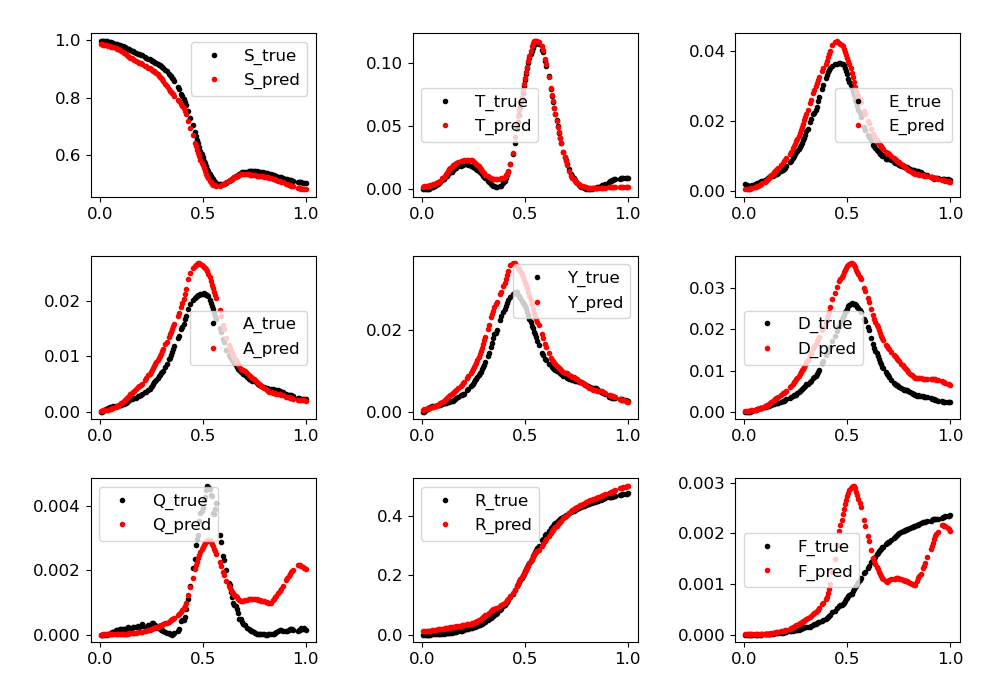 1.0
0.8
0.6
0.0 0.5 1.0
S_true
S_pred
0.10
0.05
0.00
0.0 0.5 1.0
T_true
T_pred
0.04
0.02
0.00
0.0 0.5 1.0
E_true
E_pred
0.02
0.01
0.00
0.0 0.5 1.0
A_true
A_pred
0.02
0.00
0.0 0.5 1.0
Y_true
Y_pred
0.03
0.02
0.01
0.00
0.0 0.5 1.0
D_true
D_pred
0.004
0.002
0.000
0.0 0.5 1.0
Q_true
Q_pred
0.4
0.2
0.0
0.0 0.5 1.0
R_true
R_pred
0.003
0.002
0.001
0.000
0.0 0.5 1.0
F_true
F_pred